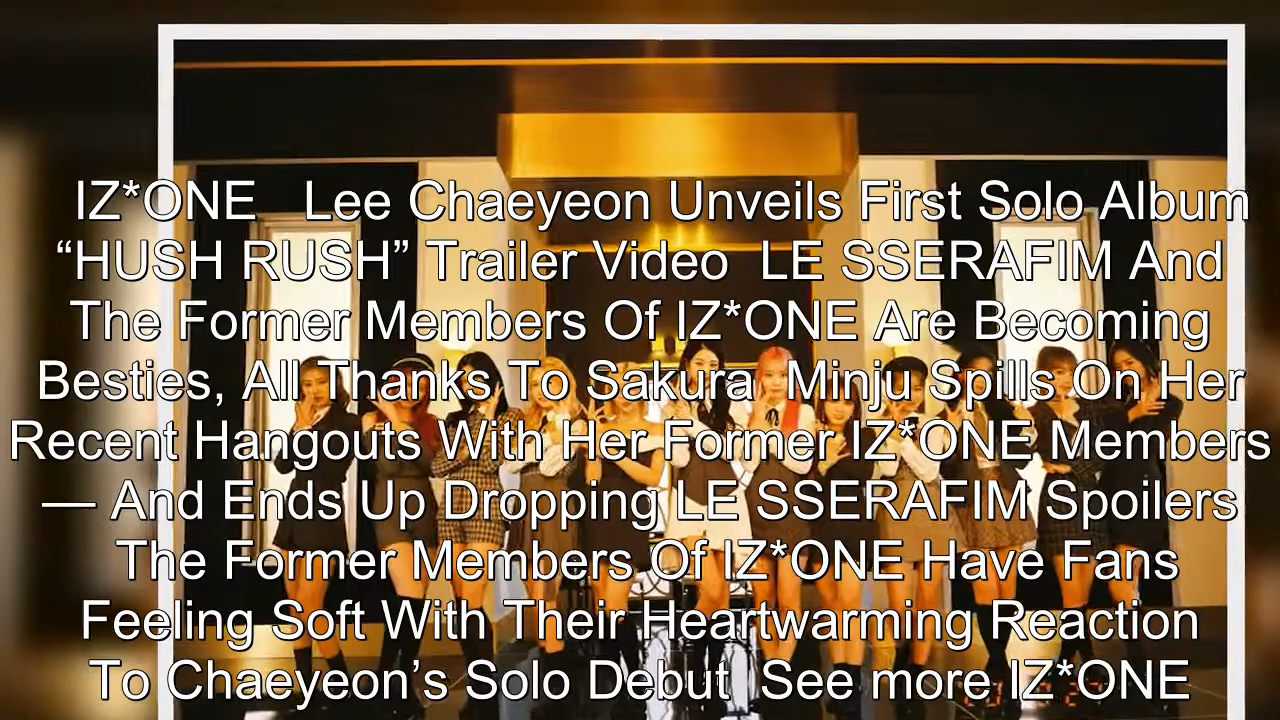 IZ*ONE Lee Chaeyeon Unveils First Solo Album
“HUSH RUSH” Trailer Video LE SSERAFIM And
The Former Members Of IZ*ONE Are Becoming
Besties, All Thanks To Sakura Minju Spills On Her
Recent Hangouts With Her Former IZ*ONE Members
— And Ends Up Dropping LE SSERAFIM Spoilers
The Former Members Of IZ*ONE Have Fans
Feeling Soft With Their Heartwarming Reaction
To Chaeyeon’s Solo Debut See more IZ*ONE